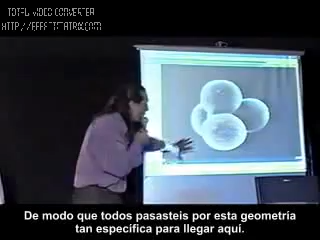 TOTAL VIDEO CONVERTER
HTTP://EFFECTMATRIX.COM
De modo que todos pasasteis por esta geometría
tan específica para llegar aquí.